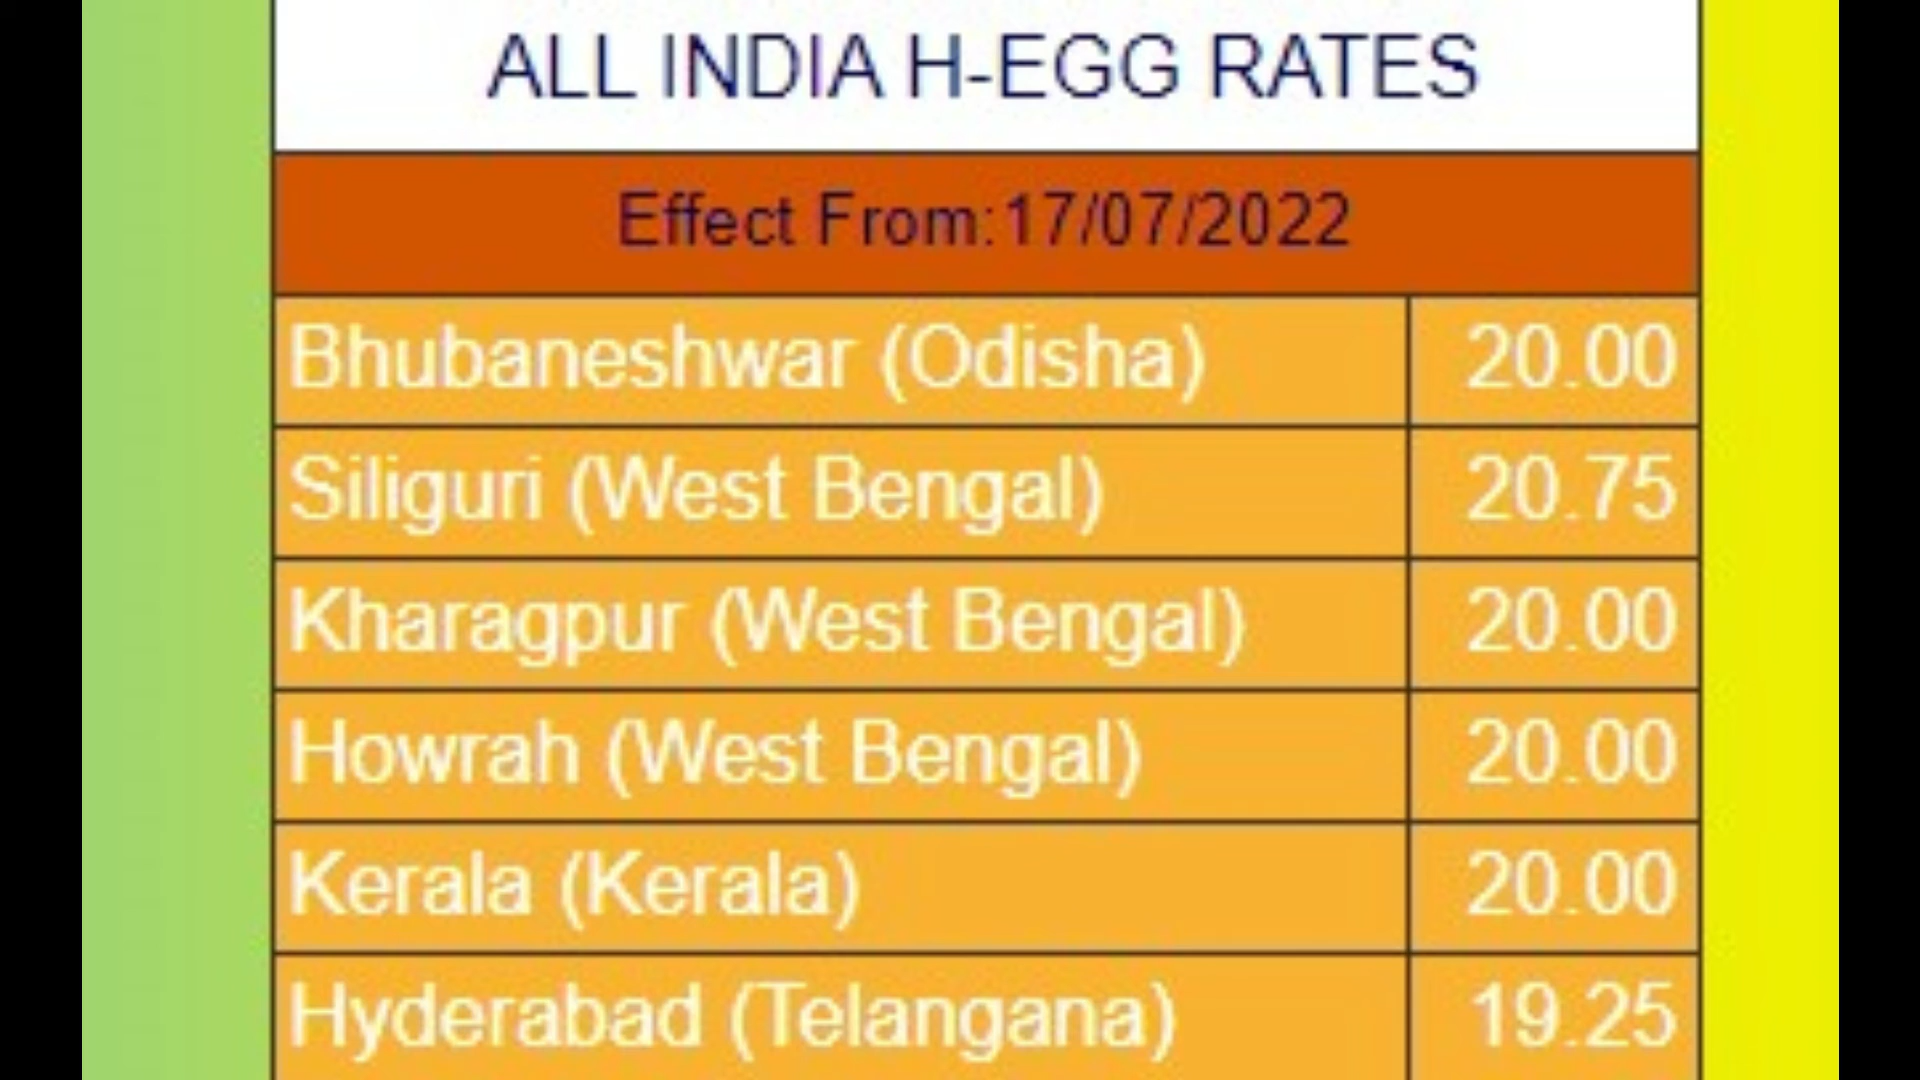 ALL INDIA H-EGG RATES
Effect From:17/07/2022
Bhubaneshwar (Odisha) 20.00
Siliguri (West Bengal) 20.75
Kharagpur (West Bengal) 20.00
Howrah (West Bengal) 20.00
Kerala (Kerala) 20.00
Hyderabad (Telangana) 19.25